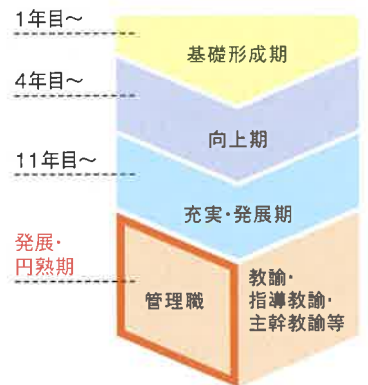 1年目～
基礎形成期
4年目～
向上期
11年目～
充実・発展期
発展・
円熟期
管理職
教諭・
指導教諭・
主幹教諭等